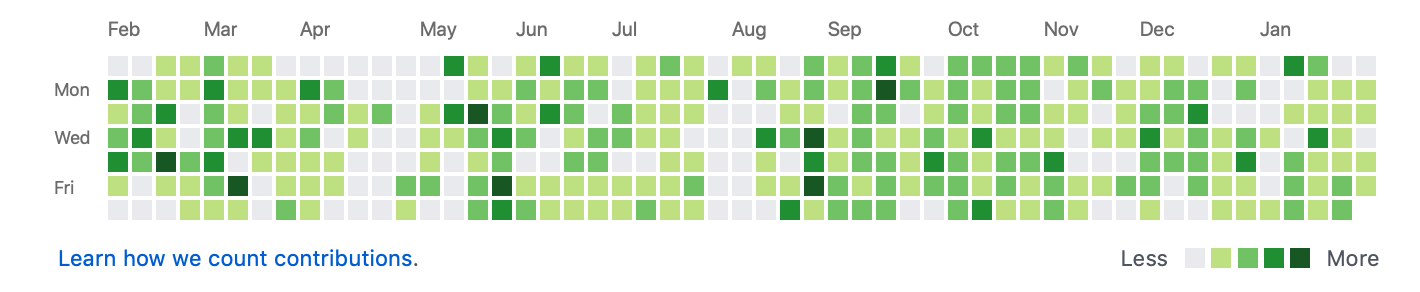 Feb Mar Apr May Jun Jul Aug Sep Oct Nov Dec Jan
Mon
Wed
Fri
Learn how we count contributions. Less More